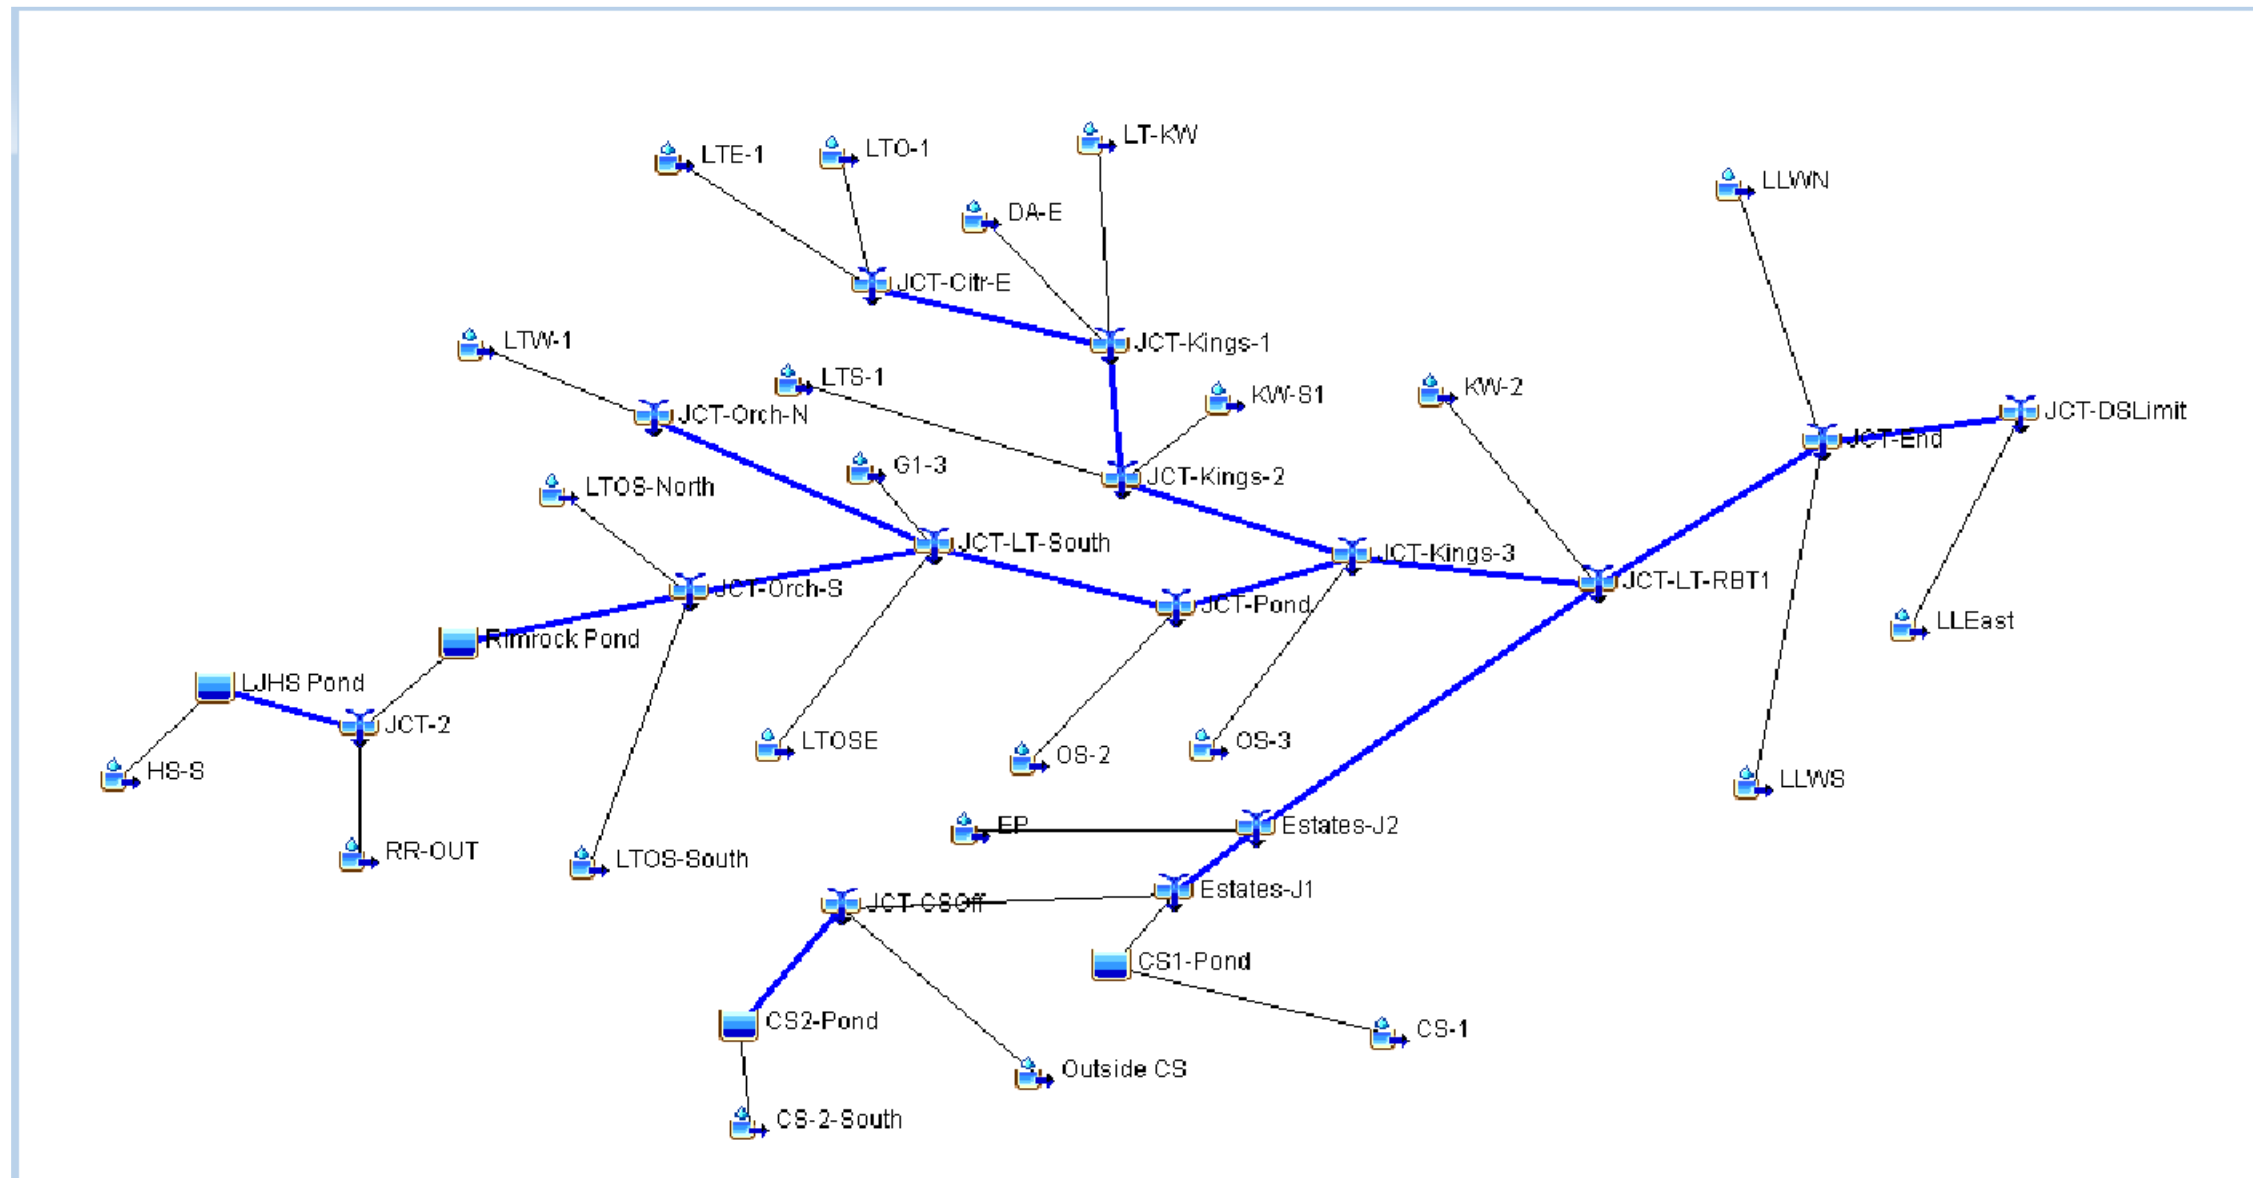 LT-KW
LTE-1
LTO-1
LLWN
DA-E
JCT-Citr-E
LTW-1
JCT-Kings-1
LTS-1
KW-S1
KW-2
JCT-Orch-N
JCT-DSLimit
JCT-End
G1-3
JCT-Kings-2
LTOS-North
JCT-LT-South
JCT-Kings-3
JCT-Orch-S
JCT-Pond
JCT-LT-RBT1
LLEast
Rimrock Pond
LJHS Pond
JCT-2
LTOSE
OS-2
OS-3
HS-S
LLWS
EP
Estates-J2
RR-OUT
LTOS-South
JCT-CSOff
Estates-J1
CS1-Pond
CS2-Pond
CS-1
Outside CS
CS-2-South